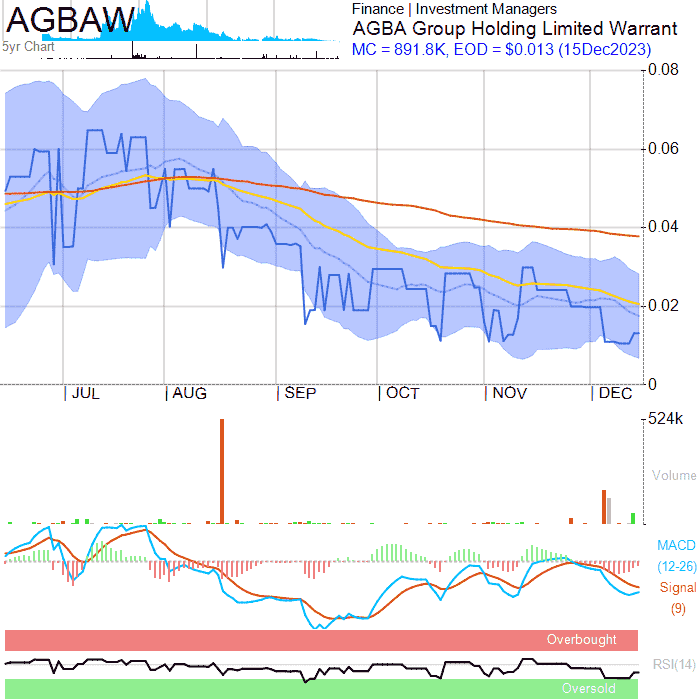 AGBAW
5yr Chart
Finance | Investment Managers
AGBA Group Holding Limited Warrant
MC = 891.8K, EOD = $0.013 (15Dec2023)
0.08
0.06
0.04
0.02
0
JUL AUG SEP OCT NOV DEC
524k
Volume
MACD
(12-26)
Signal
(9)
Overbought
RSI(14)
Oversold